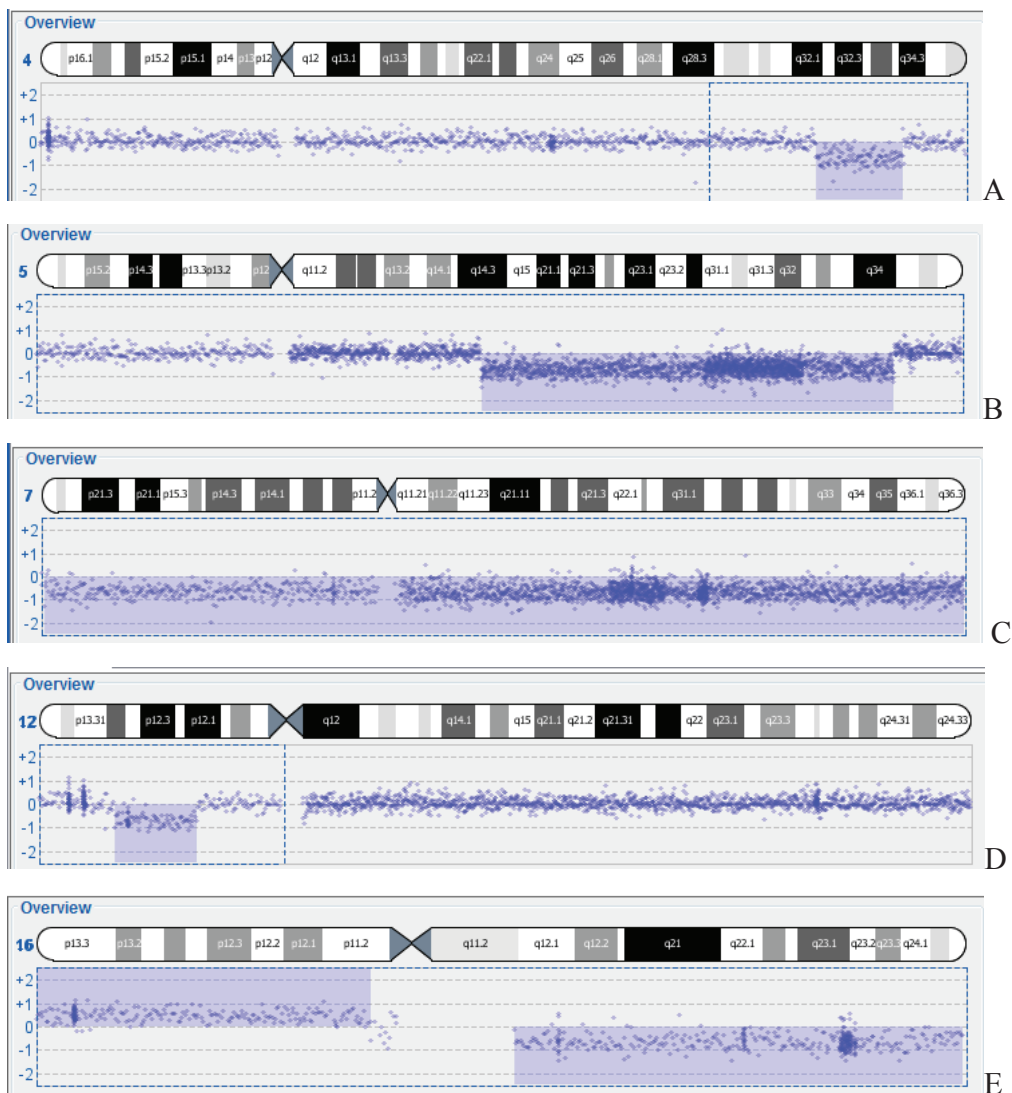 Overview
4 p16.1 p15.2 p15.1 p14 p13 p12 q12 q13.1 q13.3 q22.1 q24 q25 q26 q28.1 q28.3 q32.1 q32.3 q34.3
+2
+1
0
-1
-2
A
Overview
5 p15.2 p14.3 p13.3 p13.2 p12 q11.2 q13.2 q14.1 q14.3 q15 q21.1 q21.3 q23.1 q23.2 q31.1 q31.3 q32 q34
+2
+1
0
-1
-2
B
Overview
7 p21.3 p21.1 p15.3 p14.3 p14.1 p11.2 q11.21 q11.22 q11.23 q21.11 q21.3 q22.1 q31.1 q33 q34 q35 q36.1 q36.3
+2
+1
0
-1
-2
C
Overview
12 p13.31 p12.3 p12.1 q12 q14.1 q15 q21.1 q21.2 q21.31 q22 q23.1 q23.3 q24.31 q24.33
+2
+1
0
-1
-2
D
Overview
16 p13.3 p13.2 p12.3 p12.2 p12.1 p11.2 q11.2 q12.1 q12.2 q21 q22.1 q23.1 q23.2 q23.3 q24.1
+2
+1
0
-1
-2
E